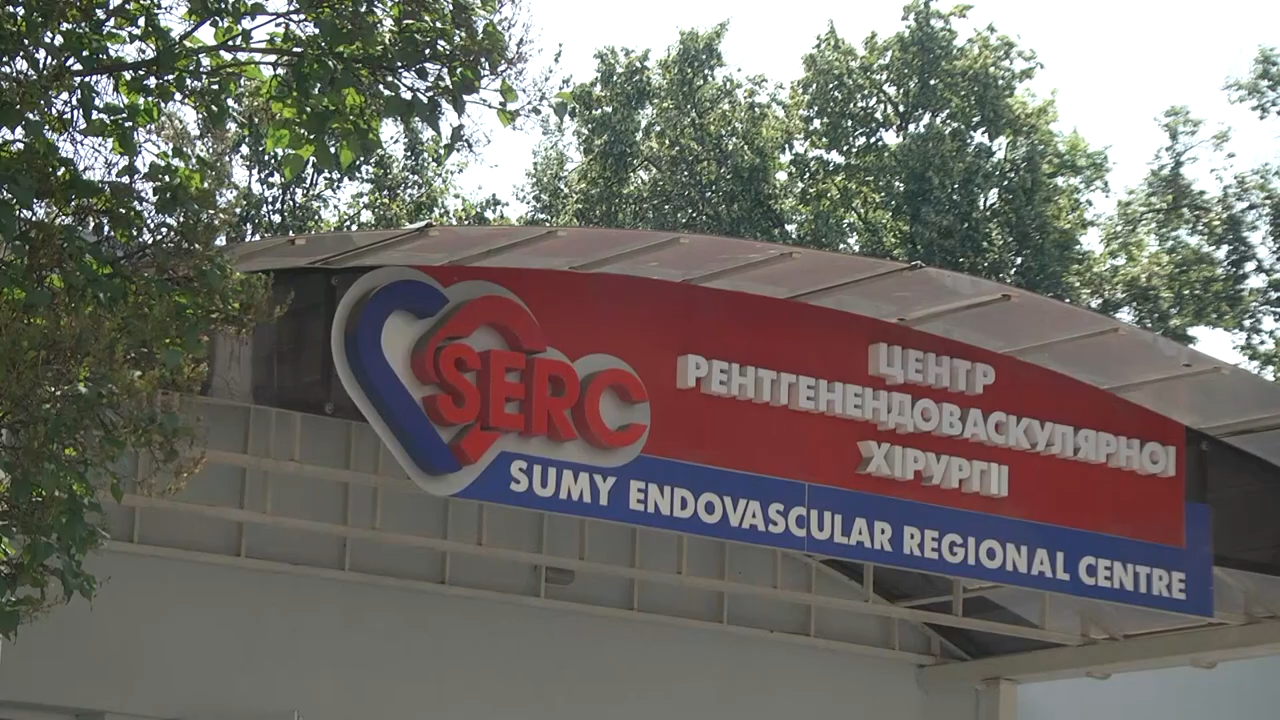 SERC
ЦЕНТР
РЕНТГЕНЕНДОВАСКУЛЯРНОЇ
ХІРУРГІЇ
SUMY ENDOVASCULAR REGIONAL CENTRE